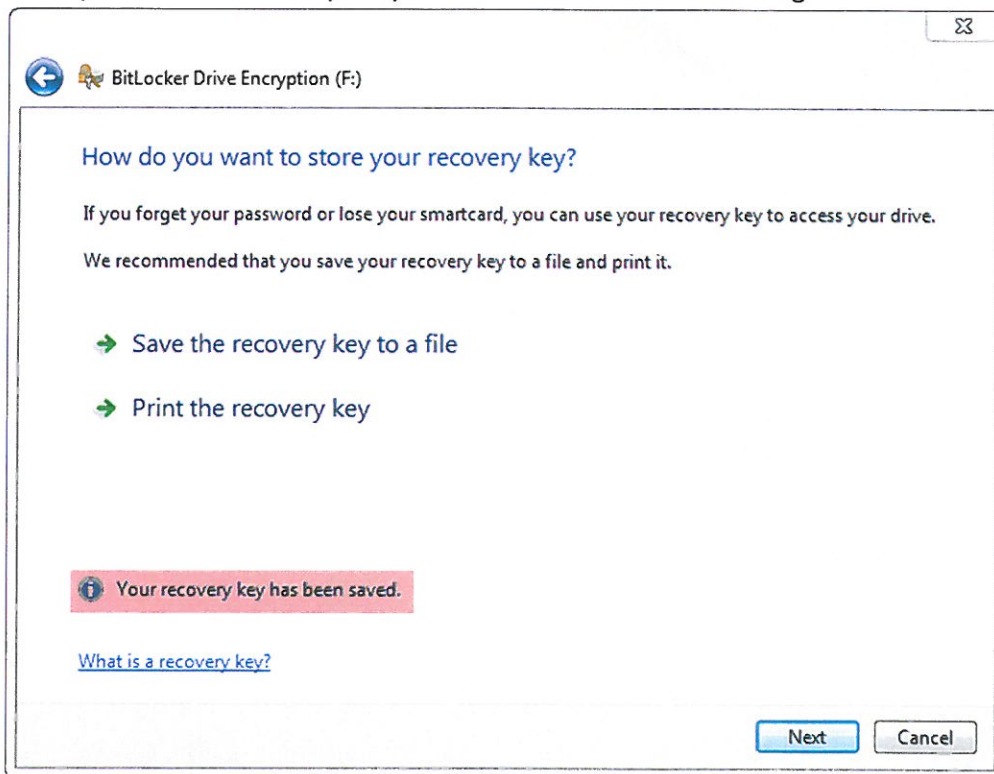 BitLocker Drive Encryption (F:)
How do you want to store your recovery key?
If you forget your password or lose your smartcard, you can use your recovery key to access your drive.
We recommended that you save your recovery key to a file and print it.
Save the recovery key to a file
Print the recovery key
Your recovery key has been saved.
What is a recovery key?
Next Cancel